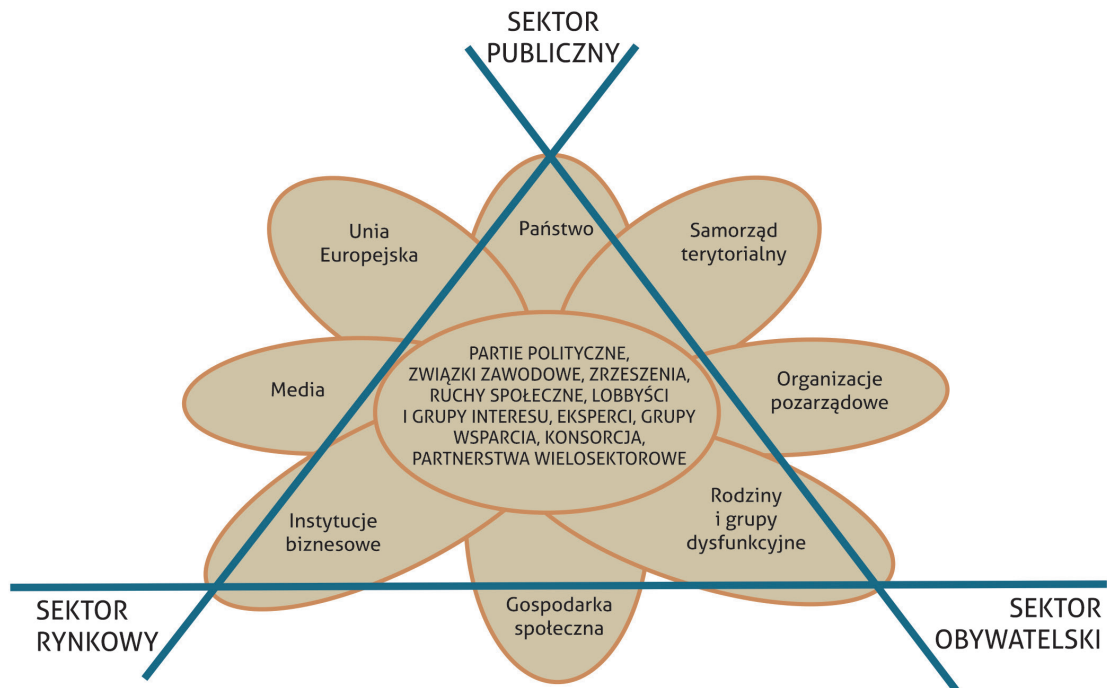 SEKTOR
PUBLICZNY
Unia
Europejska
Państwo
Samorząd
terytorialny
Media
PARTIE POLITYCZNE,
ZWIĄZKI ZAWODOWE, ZRZESZENIA,
RUCHY SPOŁECZNE, LOBBYŚCI
I GRUPY INTERESU, EKSPERCI, GRUPY
WSPARCIA, KONSORCJA,
PARTNERSTWA WIELOSEKTOROWE
Organizacje
pozarządowe
Instytucje
biznesowe
Rodziny
i grupy
dysfunkcyjne
Gospodarka
społeczna
SEKTOR
RYNKOWY
SEKTOR
OBYWATELSKI